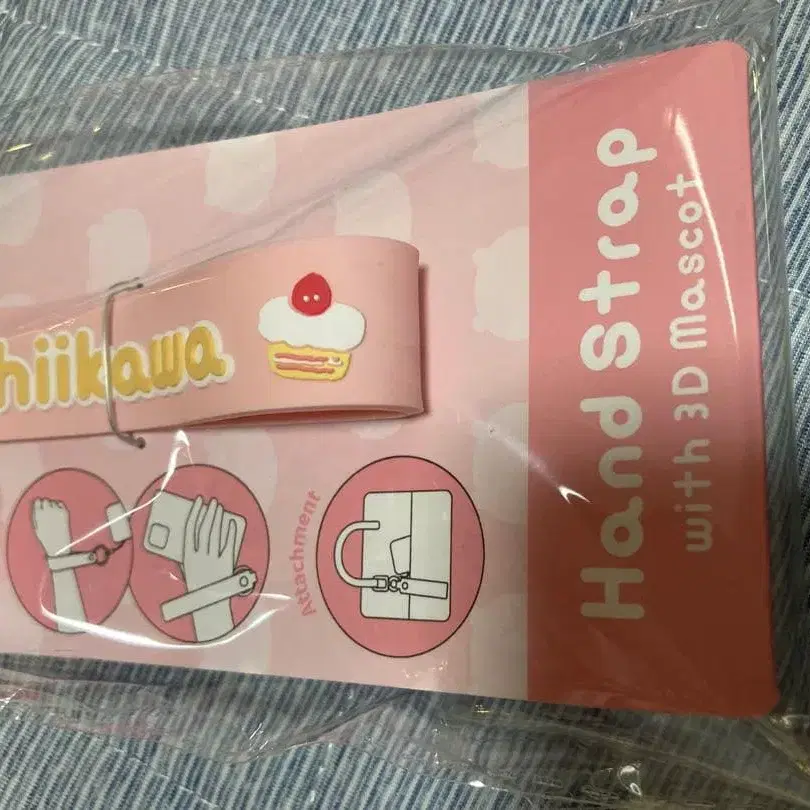 Hand Strap
with 3D Mascot
hiikawa
Attachment